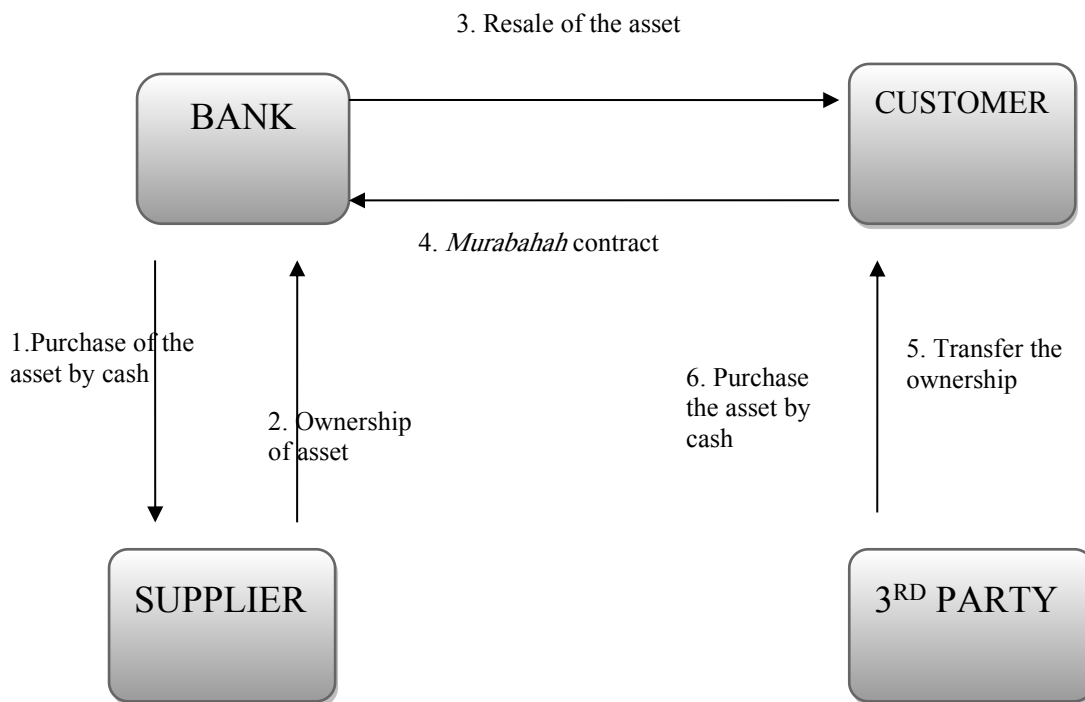 3. Resale of the asset
BANK
CUSTOMER
4. Murabahah contract
1.Purchase of the
asset by cash
2. Ownership
of asset
6. Purchase
the asset by
cash
5. Transfer the
ownership
SUPPLIER
3RD PARTY